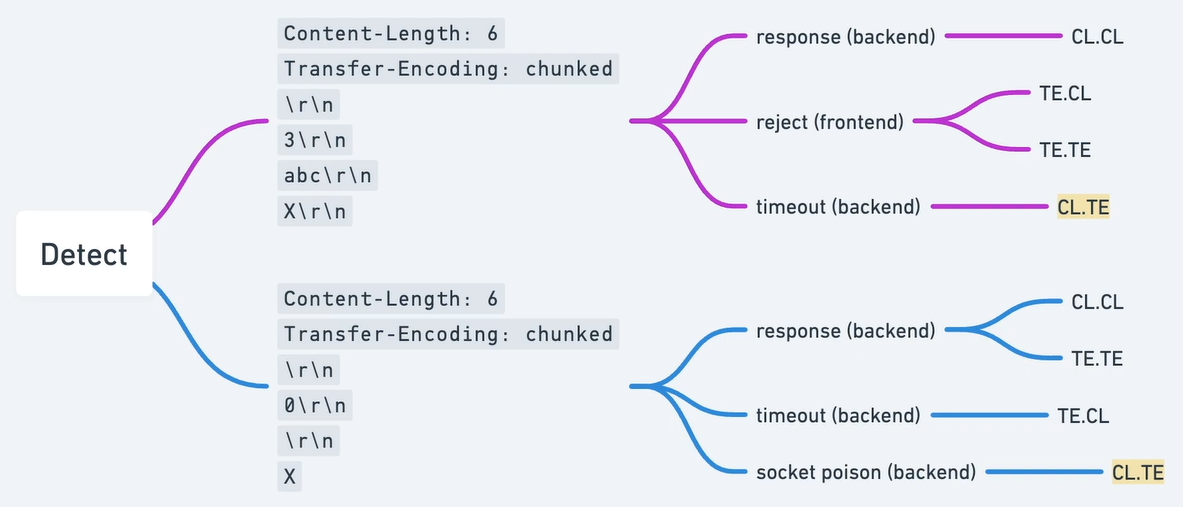 Detect
Content-Length: 6
Transfer-Encoding: chunked
\r\n
3\r\n
abc\r\n
X\r\n
response (backend)
CL.CL
reject (frontend)
TE.CL
TE.TE
timeout (backend)
CL.TE
Content-Length: 6
Transfer-Encoding: chunked
\r\n
0\r\n
\r\n
X
response (backend)
CL.CL
TE.TE
timeout (backend)
TE.CL
socket poison (backend)
CL.TE